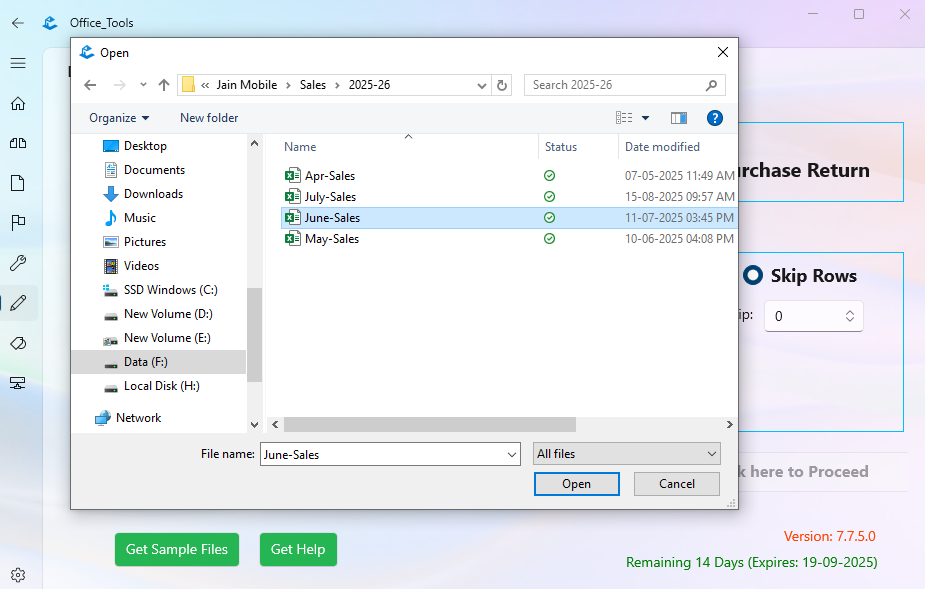 Office_Tools
Open
« Jain Mobile › Sales › 2025-26
Search 2025-26
Organize
New folder
Name
Status
Date modified
Desktop
Documents
Downloads
Music
Pictures
Videos
SSD Windows (C:)
New Volume (D:)
New Volume (E:)
Data (F:)
Local Disk (H:)
Network
Apr-Sales 07-05-2025 11:49 AM
July-Sales 15-08-2025 09:57 AM
June-Sales 11-07-2025 03:45 PM
May-Sales 10-06-2025 04:08 PM
File name: June-Sales
All files
Open
Cancel
rchase Return
Skip Rows
ip: 0
k here to Proceed
Get Sample Files
Get Help
Version: 7.7.5.0
Remaining 14 Days (Expires: 19-09-2025)